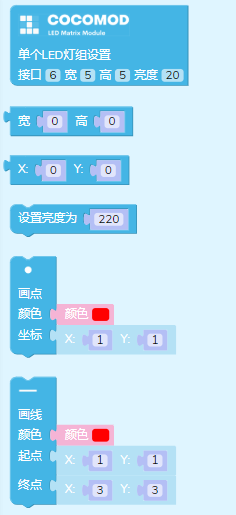 COCOMOD
LED Matrix Module
单个LED灯组设置
接口 6 宽 5 高 5 亮度 20
宽 0 高 0
X: 0 Y: 0
设置亮度为 220
画点
颜色 颜色
坐标 X: 1 Y: 1
画线
颜色 颜色
起点 X: 1 Y: 1
终点 X: 3 Y: 3